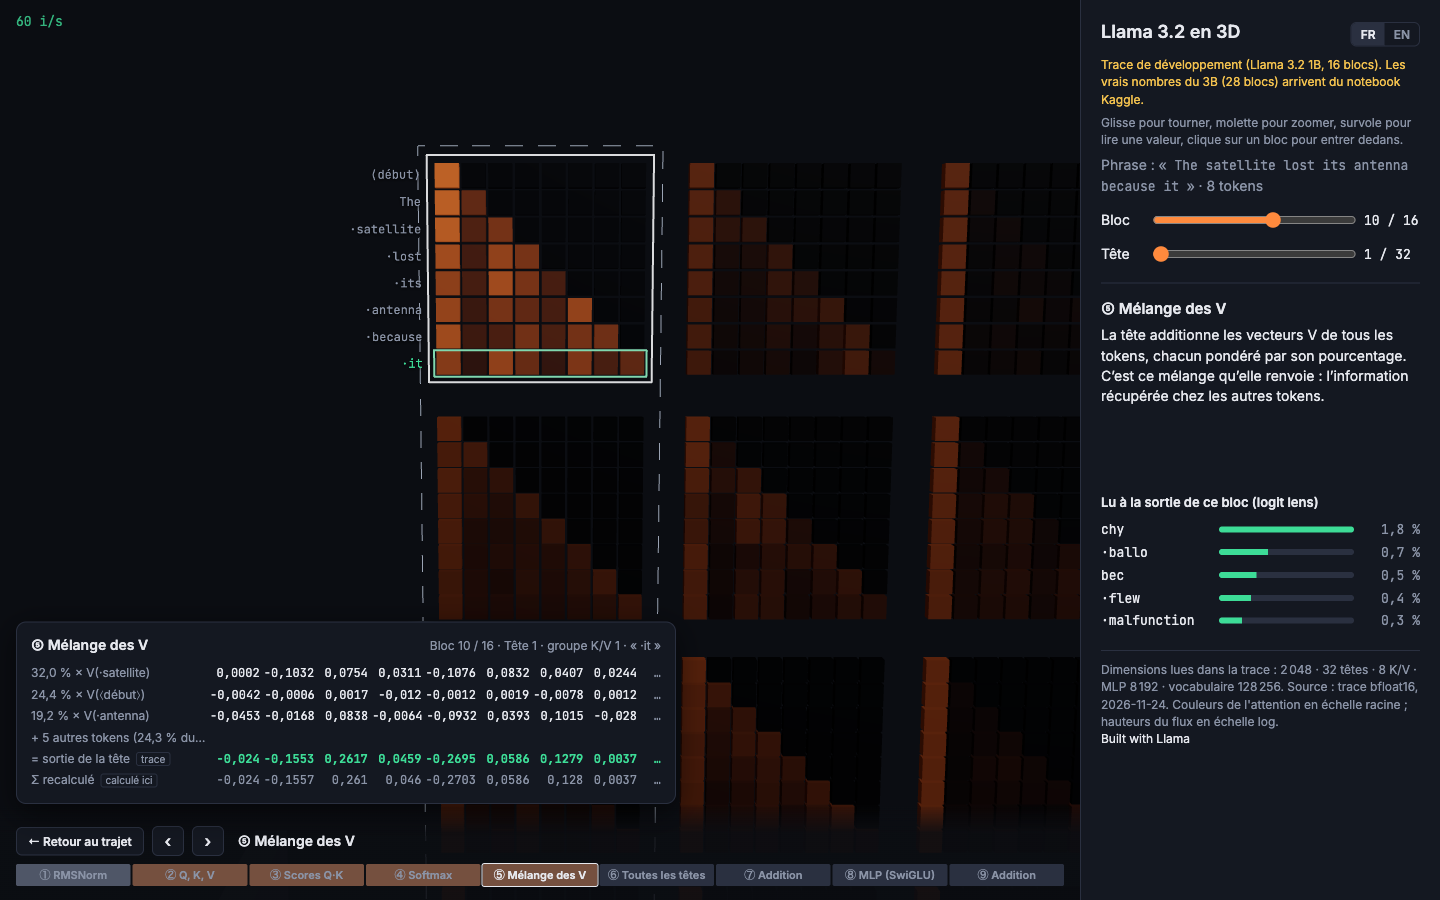 60 i/s
⟨début⟩
The
·satellite
·lost
·its
·antenna
·because
·it
⑤ Mélange des V
Bloc 10 / 16 · Tête 1 · groupe K/V 1 · « ·it »
32,0 % × V(·satellite) 0,0002 -0,1032 0,0754 0,0311 -0,1076 0,0832 0,0407 0,0244 …
24,4 % × V(⟨début⟩) -0,0042 -0,0006 0,0017 -0,012 -0,0012 0,0019 -0,0078 0,0012 …
19,2 % × V(·antenna) -0,0453 -0,0168 0,0838 -0,0064 -0,0932 0,0393 0,1015 -0,028 …
+ 5 autres tokens (24,3 % du...
= sortie de la tête trace -0,024 -0,1553 0,2617 0,0459 -0,2695 0,0586 0,1279 0,0037 …
Σ recalculé calculé ici -0,024 -0,1557 0,261 0,046 -0,2703 0,0586 0,128 0,0037 …
← Retour au trajet ‹ › ⑤ Mélange des V
① RMSNorm ② Q, K, V ③ Scores Q·K ④ Softmax ⑤ Mélange des V ⑥ Toutes les têtes ⑦ Addition ⑧ MLP (SwiGLU) ⑨ Addition
Llama 3.2 en 3D
FR EN
Trace de développement (Llama 3.2 1B, 16 blocs). Les
vrais nombres du 3B (28 blocs) arrivent du notebook
Kaggle.
Glisse pour tourner, molette pour zoomer, survole pour
lire une valeur, clique sur un bloc pour entrer dedans.
Phrase : « The satellite lost its antenna
because it » · 8 tokens
Bloc 10 / 16
Tête 1 / 32
⑤ Mélange des V
La tête additionne les vecteurs V de tous les
tokens, chacun pondéré par son pourcentage.
C’est ce mélange qu’elle renvoie : l’information
récupérée chez les autres tokens.
Lu à la sortie de ce bloc (logit lens)
chy 1,8 %
·ballo 0,7 %
bec 0,5 %
·flew 0,4 %
·malfunction 0,3 %
Dimensions lues dans la trace : 2 048 · 32 têtes · 8 K/V ·
MLP 8 192 · vocabulaire 128 256. Source : trace bfloat16,
2026-11-24. Couleurs de l'attention en échelle racine ;
hauteurs du flux en échelle log.
Built with Llama